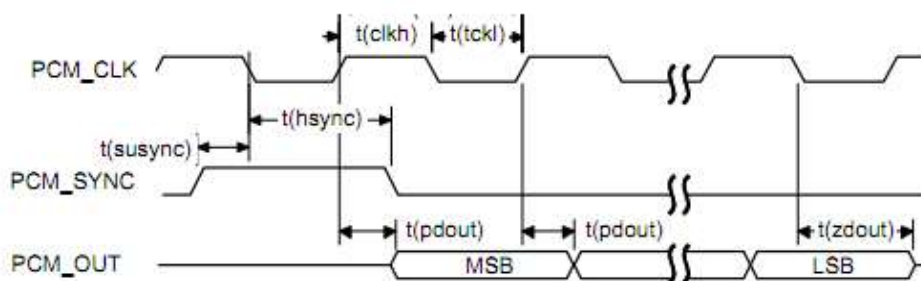 t(clkh) t(tckl)
PCM_CLK
t(hsync)
t(susync)
PCM_SYNC
t(pdout) t(pdout) t(zdout)
PCM_OUT MSB LSB